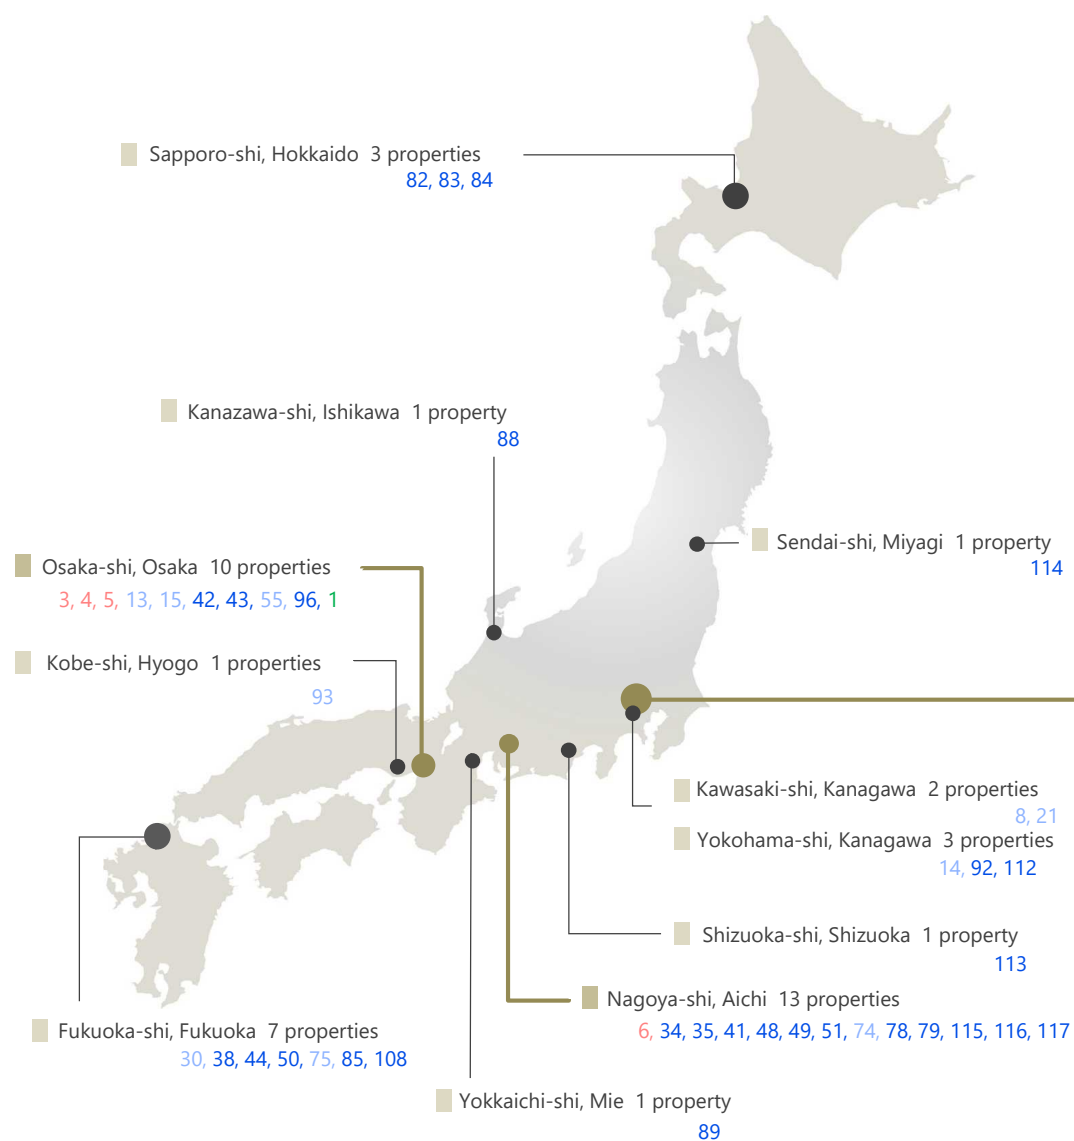 Sapporo-shi, Hokkaido 3 properties
82, 83, 84
Kanazawa-shi, Ishikawa 1 property
88
Sendai-shi, Miyagi 1 property
114
Osaka-shi, Osaka 10 properties
3, 4, 5, 13, 15, 42, 43, 55, 96, 1
Kobe-shi, Hyogo 1 properties
93
Kawasaki-shi, Kanagawa 2 properties
8, 21
Yokohama-shi, Kanagawa 3 properties
14, 92, 112
Shizuoka-shi, Shizuoka 1 property
113
Nagoya-shi, Aichi 13 properties
6, 34, 35, 41, 48, 49, 51, 74, 78, 79, 115, 116, 117
Fukuoka-shi, Fukuoka 7 properties
30, 38, 44, 50, 75, 85, 108
Yokkaichi-shi, Mie 1 property
89